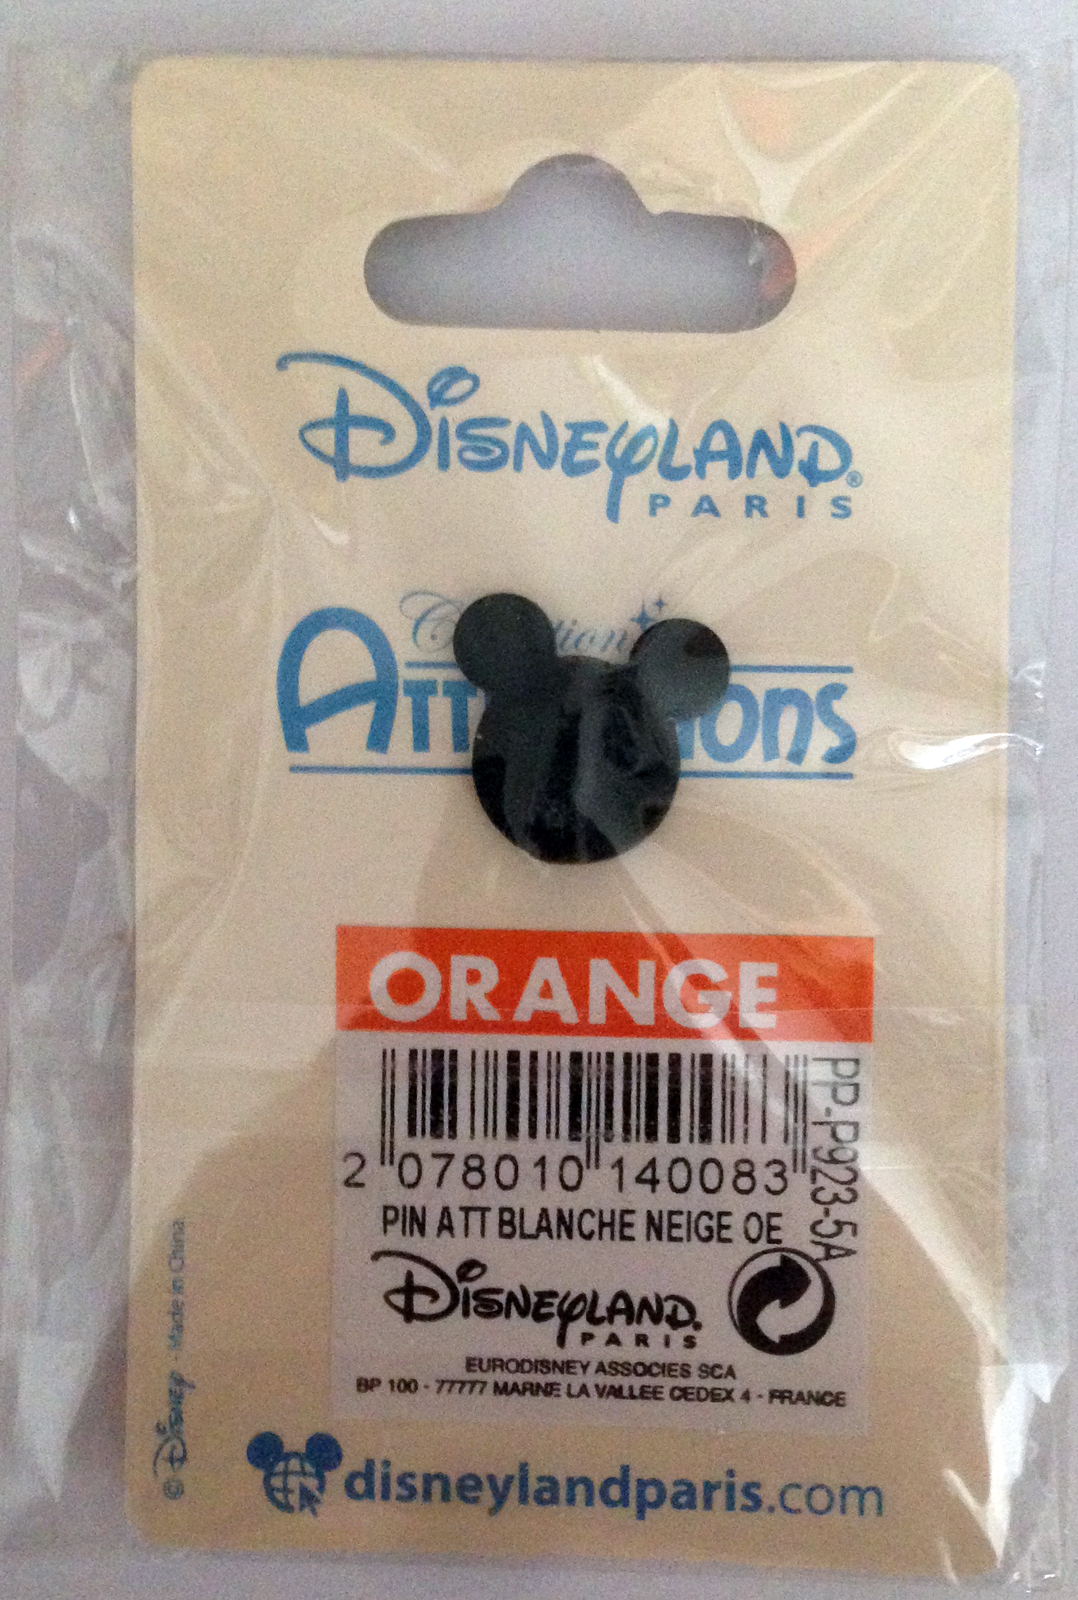 DISNEYLAND®
PARIS
ATT IONS
ORANGE
2 078010 140083
PP-P923-5A
PIN ATT BLANCHE NEIGE OE
DISNEYLAND.
PARIS
EURODISNEY ASSOCIES SCA
BP 100 - 77777 MARNE LA VALLEE CEDEX 4 - FRANCE
© DISNEY - Made in China
disneylandparis.com